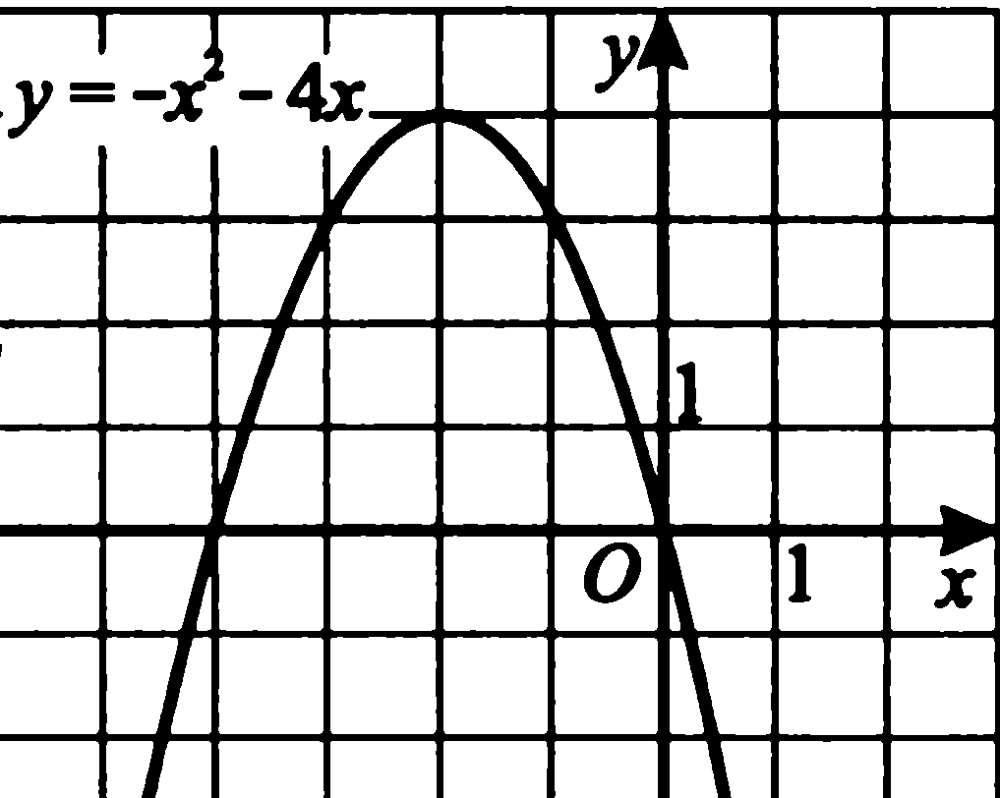 y = -x² - 4x
y
1
O
1
x